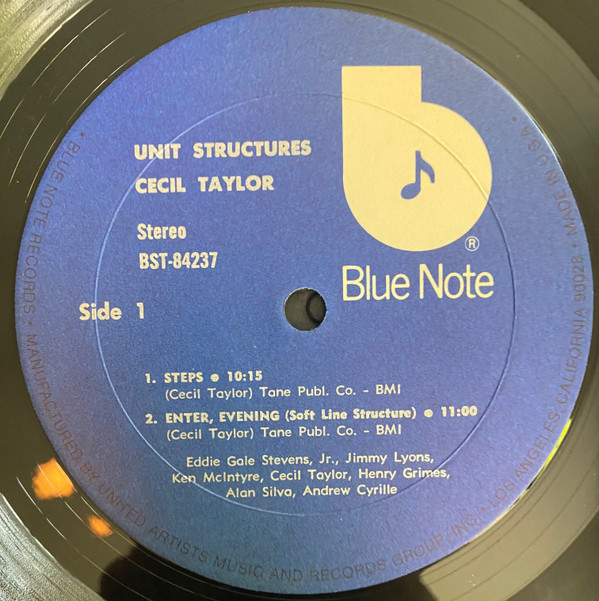 UNIT STRUCTURES
CECIL TAYLOR
Stereo
BST-84237
Side 1
b
®
Blue Note
1. STEPS ● 10:15
(Cecil Taylor) Tane Publ. Co. - BMI
2. ENTER, EVENING (Soft Line Structure) ● 11:00
(Cecil Taylor) Tane Publ. Co. - BMI
Eddie Gale Stevens, Jr., Jimmy Lyons,
Ken McIntyre, Cecil Taylor, Henry Grimes,
Alan Silva, Andrew Cyrille
• BLUE NOTE RECORDS • MANUFACTURED BY UNITED ARTISTS MUSIC AND RECORDS GROUP, INC. • LOS ANGELES, CALIFORNIA 90028 • MADE IN U.S.A. •